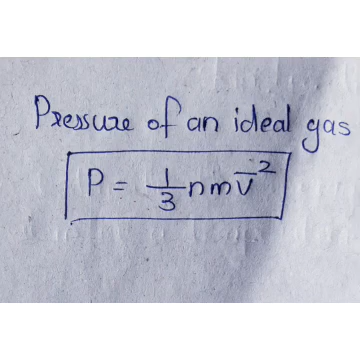 Pressure of an ideal gas
P = 1/3 nmv̅²